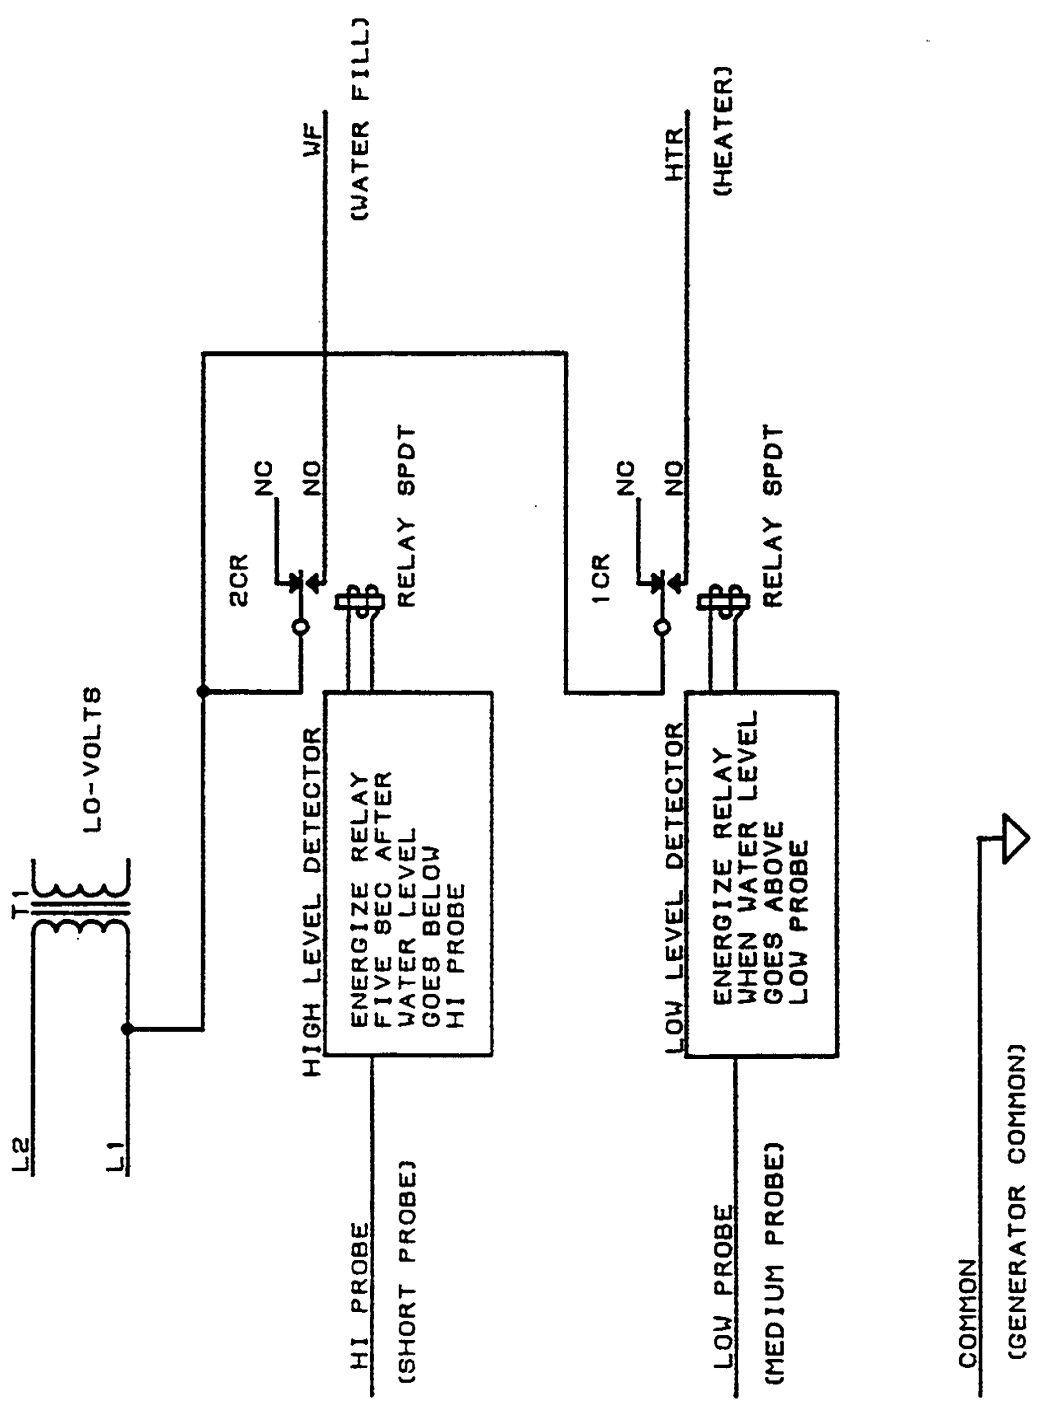 L2
T1
L1
LO-VOLTS
2CR
NC
NO
WF
(WATER FILL)
HIGH LEVEL DETECTOR
ENERGIZE RELAY
FIVE SEC AFTER
WATER LEVEL
GOES BELOW
HI PROBE
HI PROBE
(SHORT PROBE)
RELAY SPDT
1CR
NC
NO
HTR
(HEATER)
LOW LEVEL DETECTOR
ENERGIZE RELAY
WHEN WATER LEVEL
GOES ABOVE
LOW PROBE
LOW PROBE
(MEDIUM PROBE)
RELAY SPDT
COMMON
(GENERATOR COMMON)